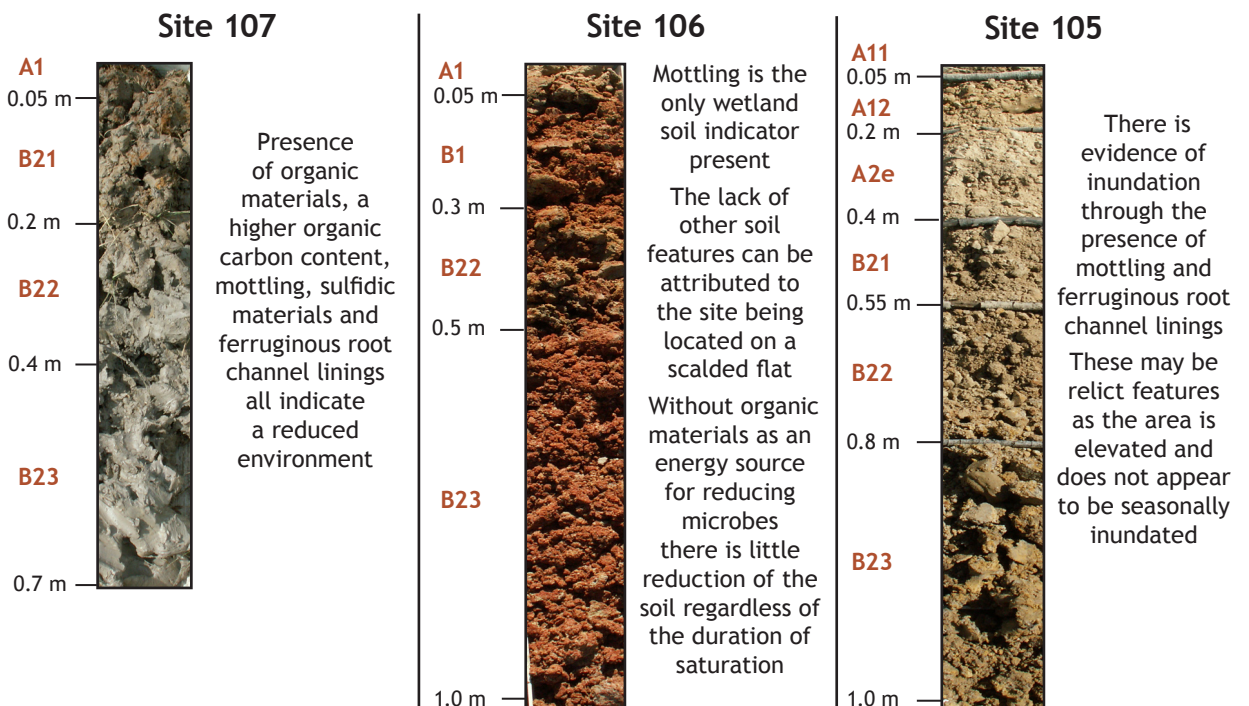 Site 107
A1
0.05 m
B21
0.2 m
B22
0.4 m
B23
0.7 m
Presence
of organic
materials, a
higher organic
carbon content,
mottling, sulfidic
materials and
ferruginous root
channel linings
all indicate
a reduced
environment
Site 106
A1
0.05 m
B1
0.3 m
B22
0.5 m
B23
1.0 m
Mottling is the
only wetland
soil indicator
present
The lack of
other soil
features can be
attributed to
the site being
located on a
scalded flat
Without organic
materials as an
energy source
for reducing
microbes
there is little
reduction of the
soil regardless of
the duration of
saturation
Site 105
A11
0.05 m
A12
0.2 m
A2e
0.4 m
B21
0.55 m
B22
0.8 m
B23
1.0 m
There is
evidence of
inundation
through the
presence of
mottling and
ferruginous root
channel linings
These may be
relict features
as the area is
elevated and
does not appear
to be seasonally
inundated